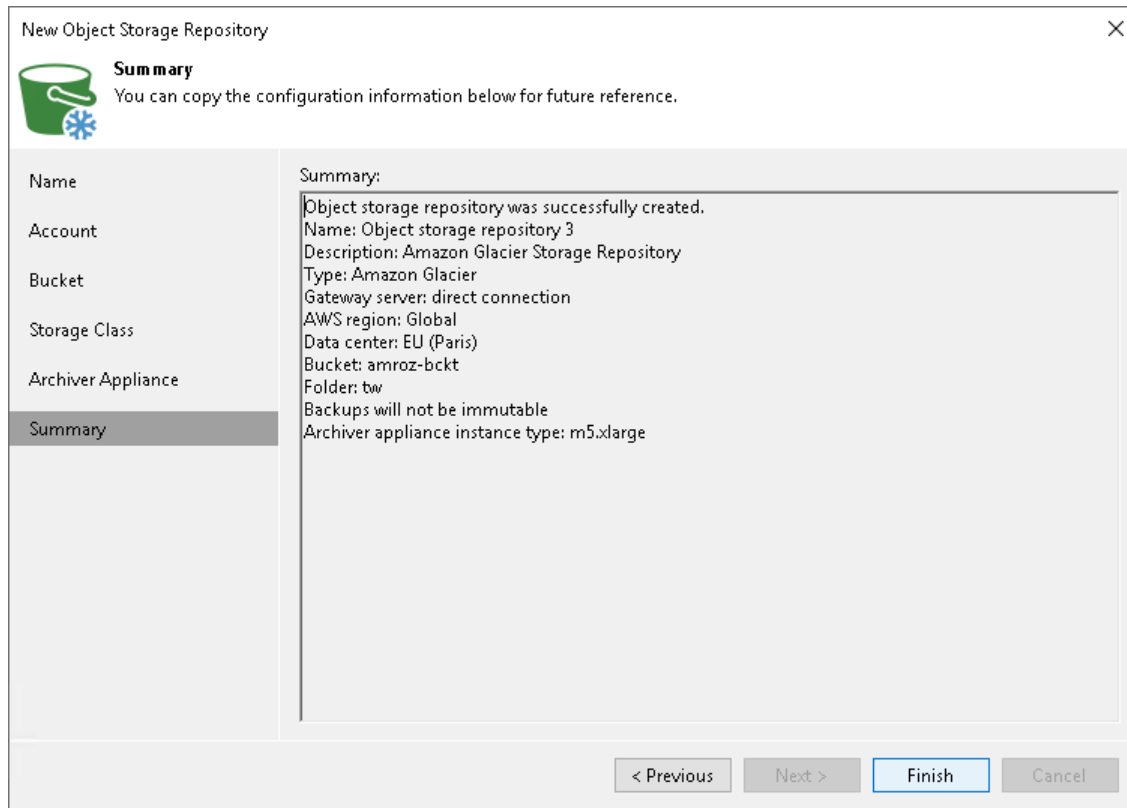 New Object Storage Repository
Summary
You can copy the configuration information below for future reference.
Name
Account
Bucket
Storage Class
Archiver Appliance
Summary
Summary:
Object storage repository was successfully created.
Name: Object storage repository 3
Description: Amazon Glacier Storage Repository
Type: Amazon Glacier
Gateway server: direct connection
AWS region: Global
Data center: EU (Paris)
Bucket: amroz-bckt
Folder: tw
Backups will not be immutable
Archiver appliance instance type: m5.xlarge
< Previous
Next >
Finish
Cancel